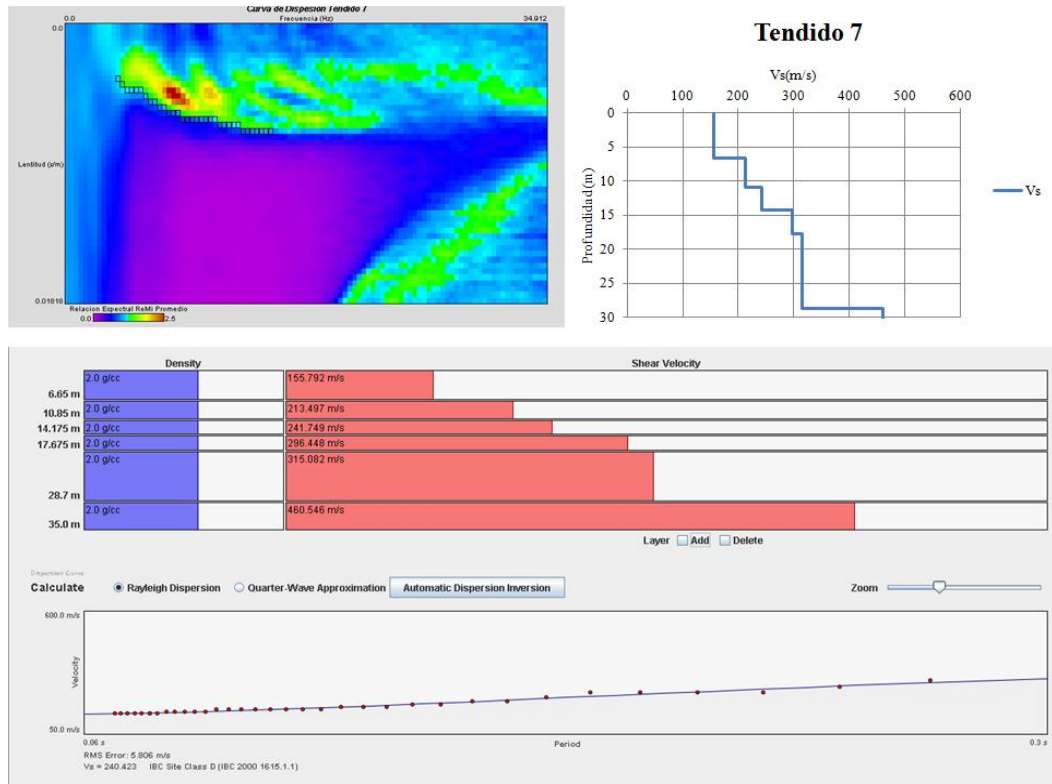 Curva de Dispesión Tendido 7
0.0 Frecuencia (Hz) 34.912
0.0
Lentitud (s/m)
0.01818
Relacion Espectral ReMi Promedio
0.0 2.5
Tendido 7
Vs(m/s)
0 100 200 300 400 500 600
0
5
10
15
20
25
30
Profundidad(m)
Vs
Density Shear Velocity
2.0 g/cc 155.792 m/s
6.65 m
2.0 g/cc 213.497 m/s
10.85 m
2.0 g/cc 241.749 m/s
14.175 m
2.0 g/cc 296.448 m/s
17.675 m
2.0 g/cc 315.082 m/s
28.7 m
2.0 g/cc 460.546 m/s
35.0 m
Layer Add Delete
Dispersion Curve
Calculate Rayleigh Dispersion Quarter-Wave Approximation Automatic Dispersion Inversion Zoom
600.0 m/s
Velocity
50.0 m/s
0.06 s Period 0.3 s
RMS Error: 5.806 m/s
Vs = 240.423 IBC Site Class D (IBC 2000 1615.1.1)